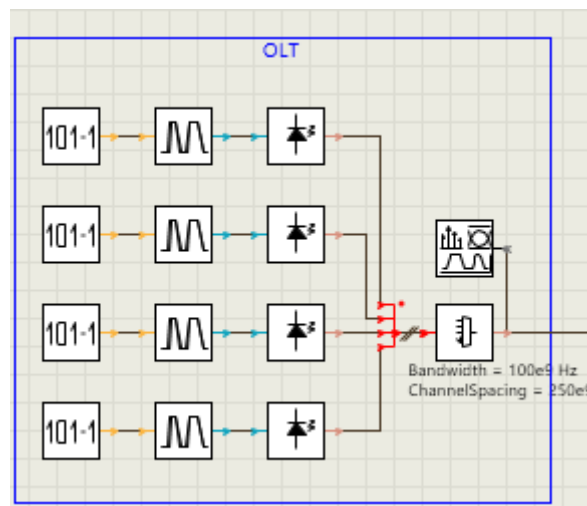 OLT
101-1
101-1
101-1
101-1
Bandwidth = 100e9 Hz
ChannelSpacing = 250e9